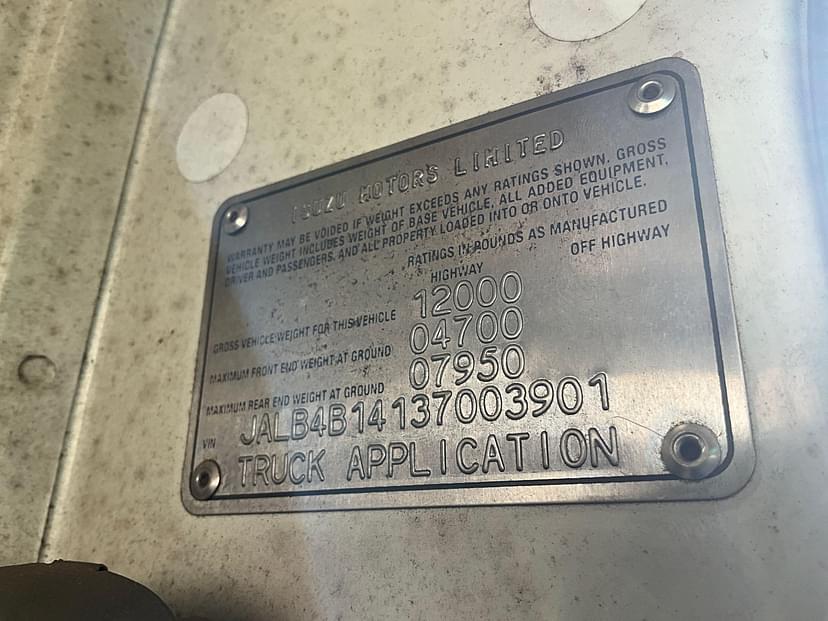 ISUZU MOTORS LIMITED
WARRANTY MAY BE VOIDED IF WEIGHT EXCEEDS ANY RATINGS SHOWN. GROSS
VEHICLE WEIGHT INCLUDES WEIGHT OF BASE VEHICLE, ALL ADDED EQUIPMENT,
DRIVER AND PASSENGERS, AND ALL PROPERTY LOADED INTO OR ONTO VEHICLE.
RATINGS IN POUNDS AS MANUFACTURED
HIGHWAY OFF HIGHWAY
GROSS VEHICLE WEIGHT FOR THIS VEHICLE 12000
MAXIMUM FRONT END WEIGHT AT GROUND 04700
MAXIMUM REAR END WEIGHT AT GROUND 07950
VIN JALB4B14137003901
TRUCK APPLICATION